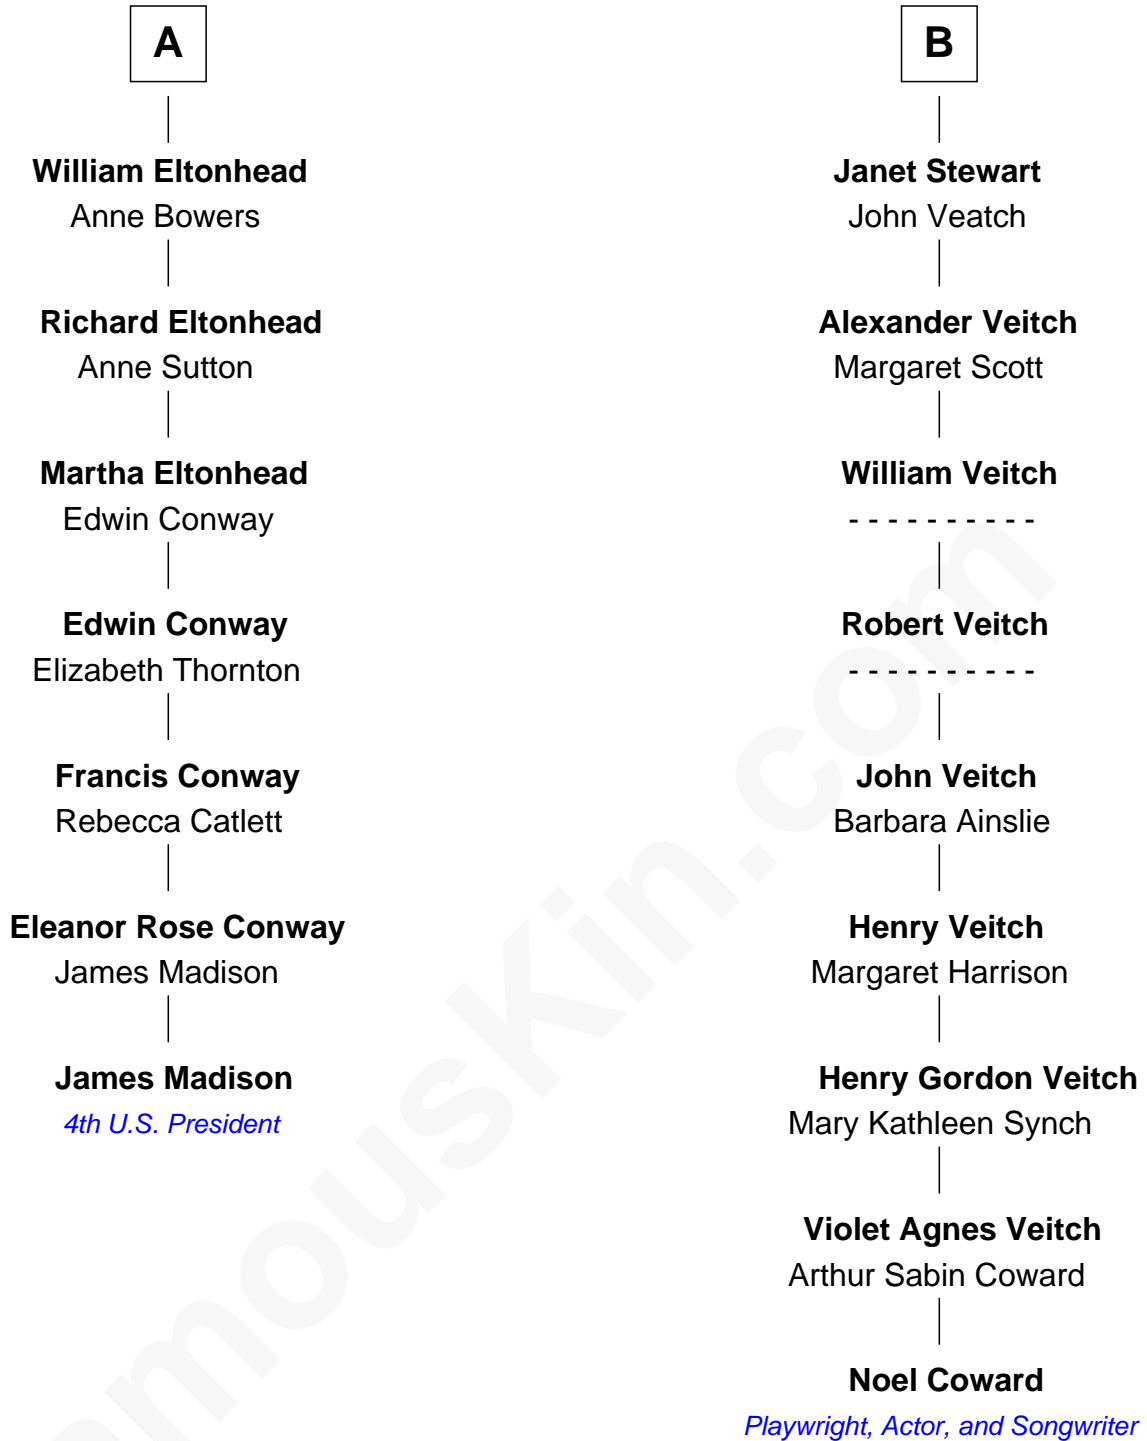 A
William Eltonhead
Anne Bowers
Richard Eltonhead
Anne Sutton
Martha Eltonhead
Edwin Conway
Edwin Conway
Elizabeth Thornton
Francis Conway
Rebecca Catlett
Eleanor Rose Conway
James Madison
James Madison
4th U.S. President
B
Janet Stewart
John Veatch
Alexander Veitch
Margaret Scott
William Veitch
- - - - - - - - - -
Robert Veitch
- - - - - - - - - -
John Veitch
Barbara Ainslie
Henry Veitch
Margaret Harrison
Henry Gordon Veitch
Mary Kathleen Synch
Violet Agnes Veitch
Arthur Sabin Coward
Noel Coward
Playwright, Actor, and Songwriter
amouskin.com